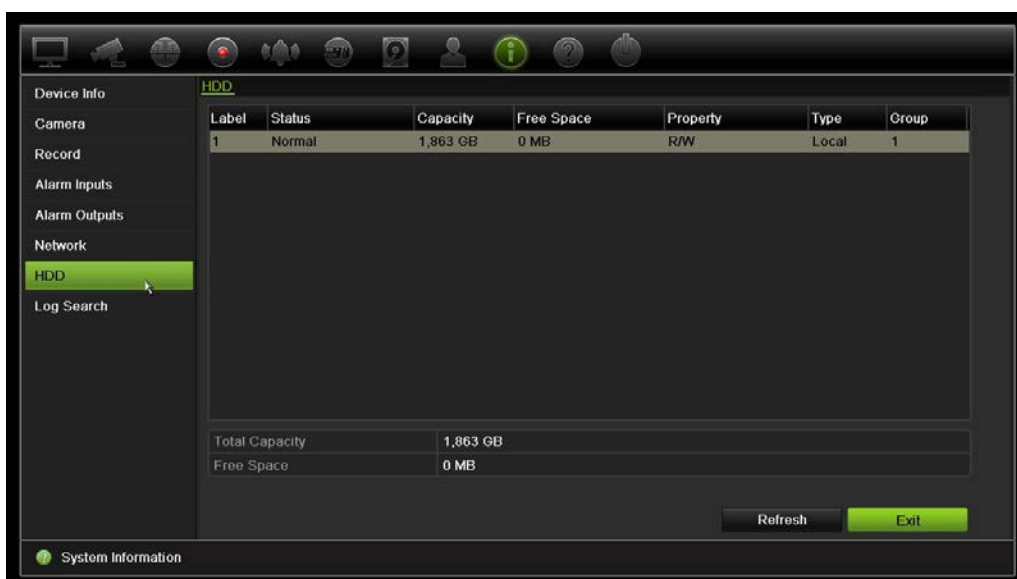 HDD
Device Info
Camera
Record
Alarm Inputs
Alarm Outputs
Network
HDD
Log Search
Label Status Capacity Free Space Property Type Group
1 Normal 1,863 GB 0 MB R/W Local 1
Total Capacity 1,863 GB
Free Space 0 MB
Refresh Exit
System Information